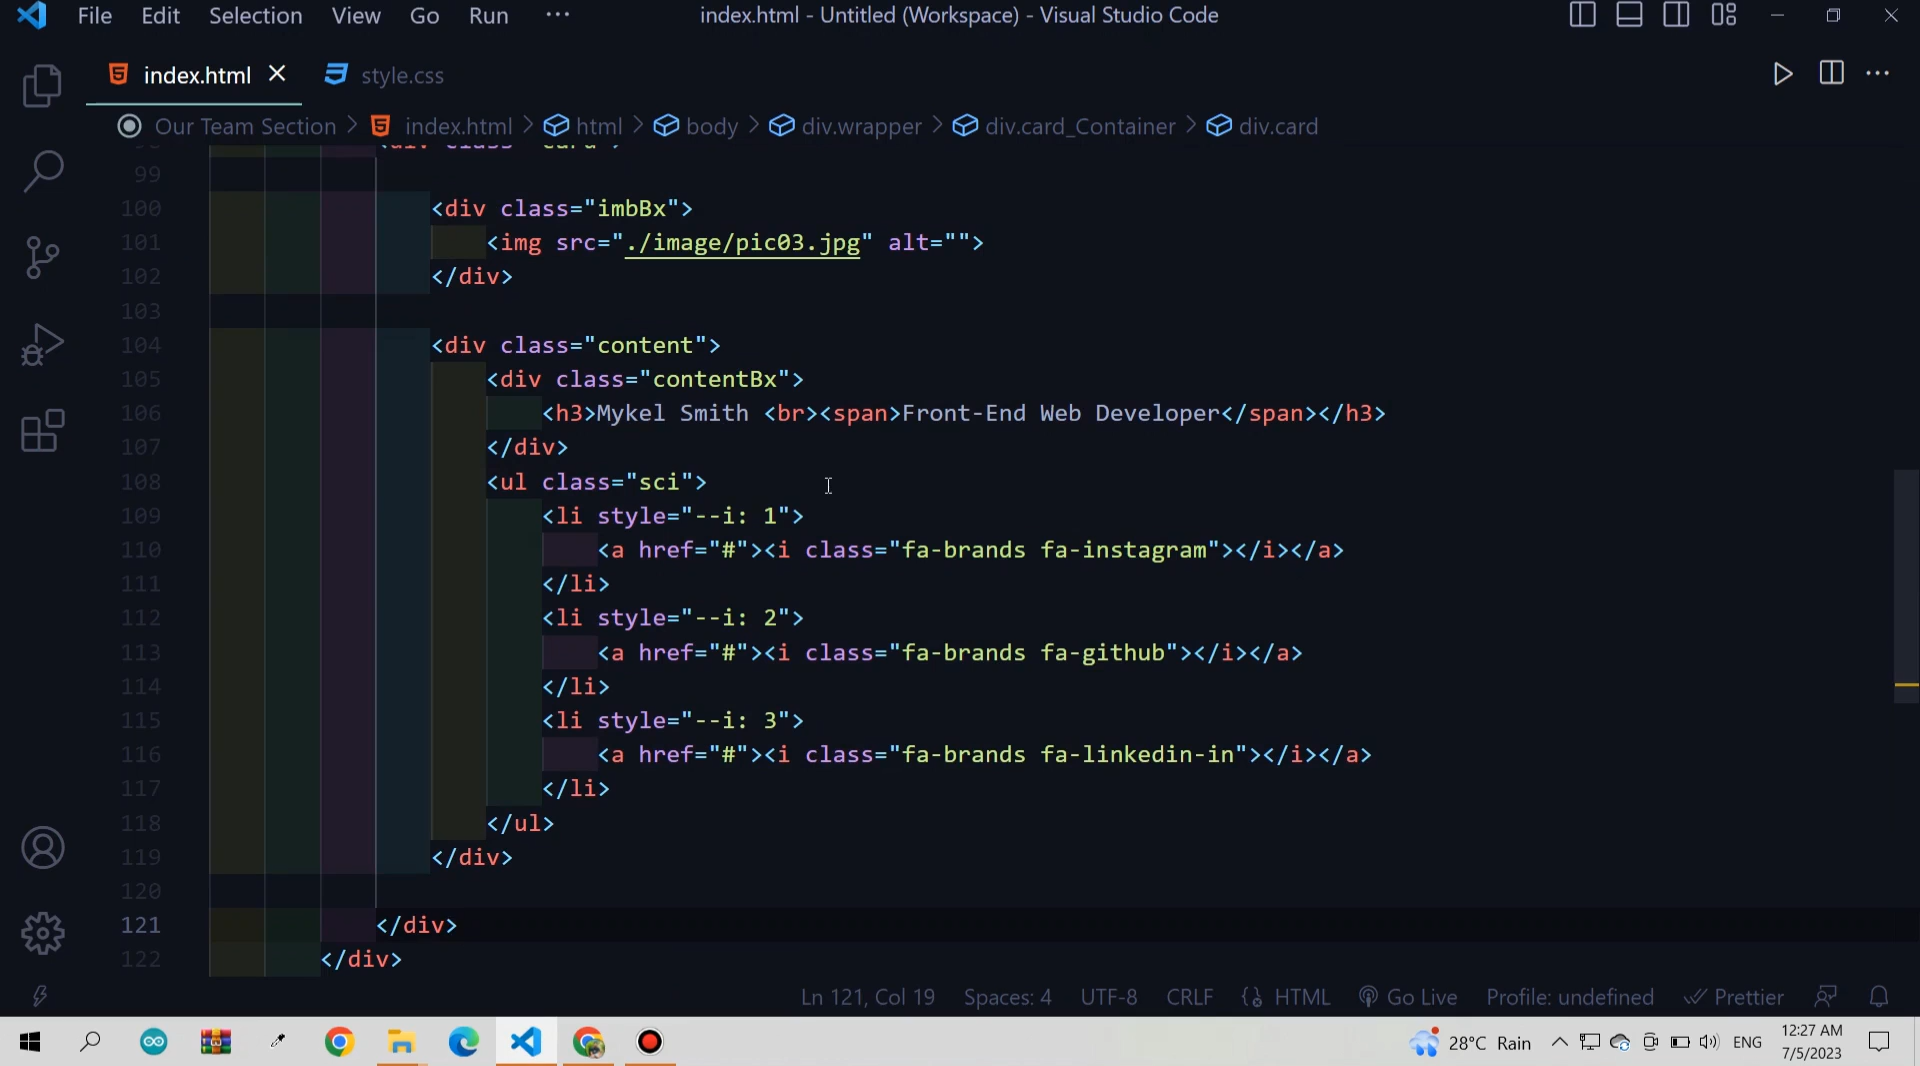 File Edit Selection View Go Run ··· index.html - Untitled (Workspace) - Visual Studio Code
index.html style.css
Our Team Section > index.html > html > body > div.wrapper > div.card_Container > div.card
99
100 <div class="imbBx">
101 <img src="./image/pic03.jpg" alt="">
102 </div>
103
104 <div class="content">
105 <div class="contentBx">
106 <h3>Mykel Smith <br><span>Front-End Web Developer</span></h3>
107 </div>
108 <ul class="sci">
109 <li style="--i: 1">
110 <a href="#"><i class="fa-brands fa-instagram"></i></a>
111 </li>
112 <li style="--i: 2">
113 <a href="#"><i class="fa-brands fa-github"></i></a>
114 </li>
115 <li style="--i: 3">
116 <a href="#"><i class="fa-brands fa-linkedin-in"></i></a>
117 </li>
118 </ul>
119 </div>
120
121 </div>
122 </div>
Ln 121, Col 19 Spaces: 4 UTF-8 CRLF HTML Go Live Profile: undefined Prettier
28°C Rain ENG 12:27 AM
7/5/2023